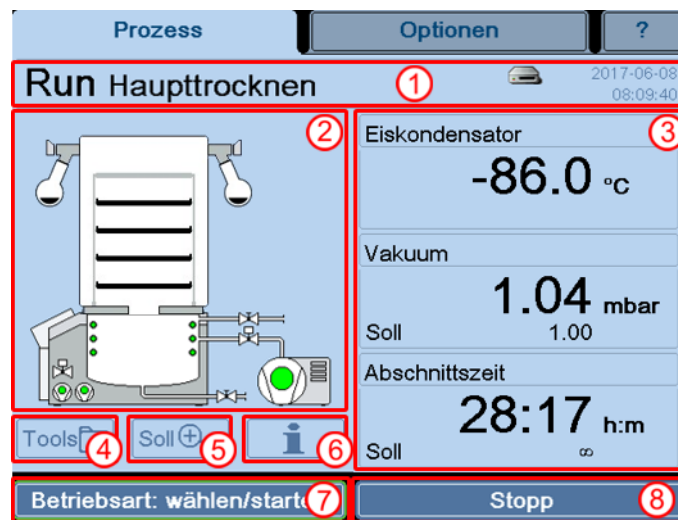 Prozess
Optionen
?
Run Haupttrocknen
1
2017-06-08
08:09:40
2
3
Eiskondensator
-86.0 °C
Vakuum
1.04 mbar
Soll 1.00
Abschnittszeit
28:17 h:m
Soll ∞
Tools
4
Soll
5
i
6
Betriebsart: wählen/starte
7
Stopp
8